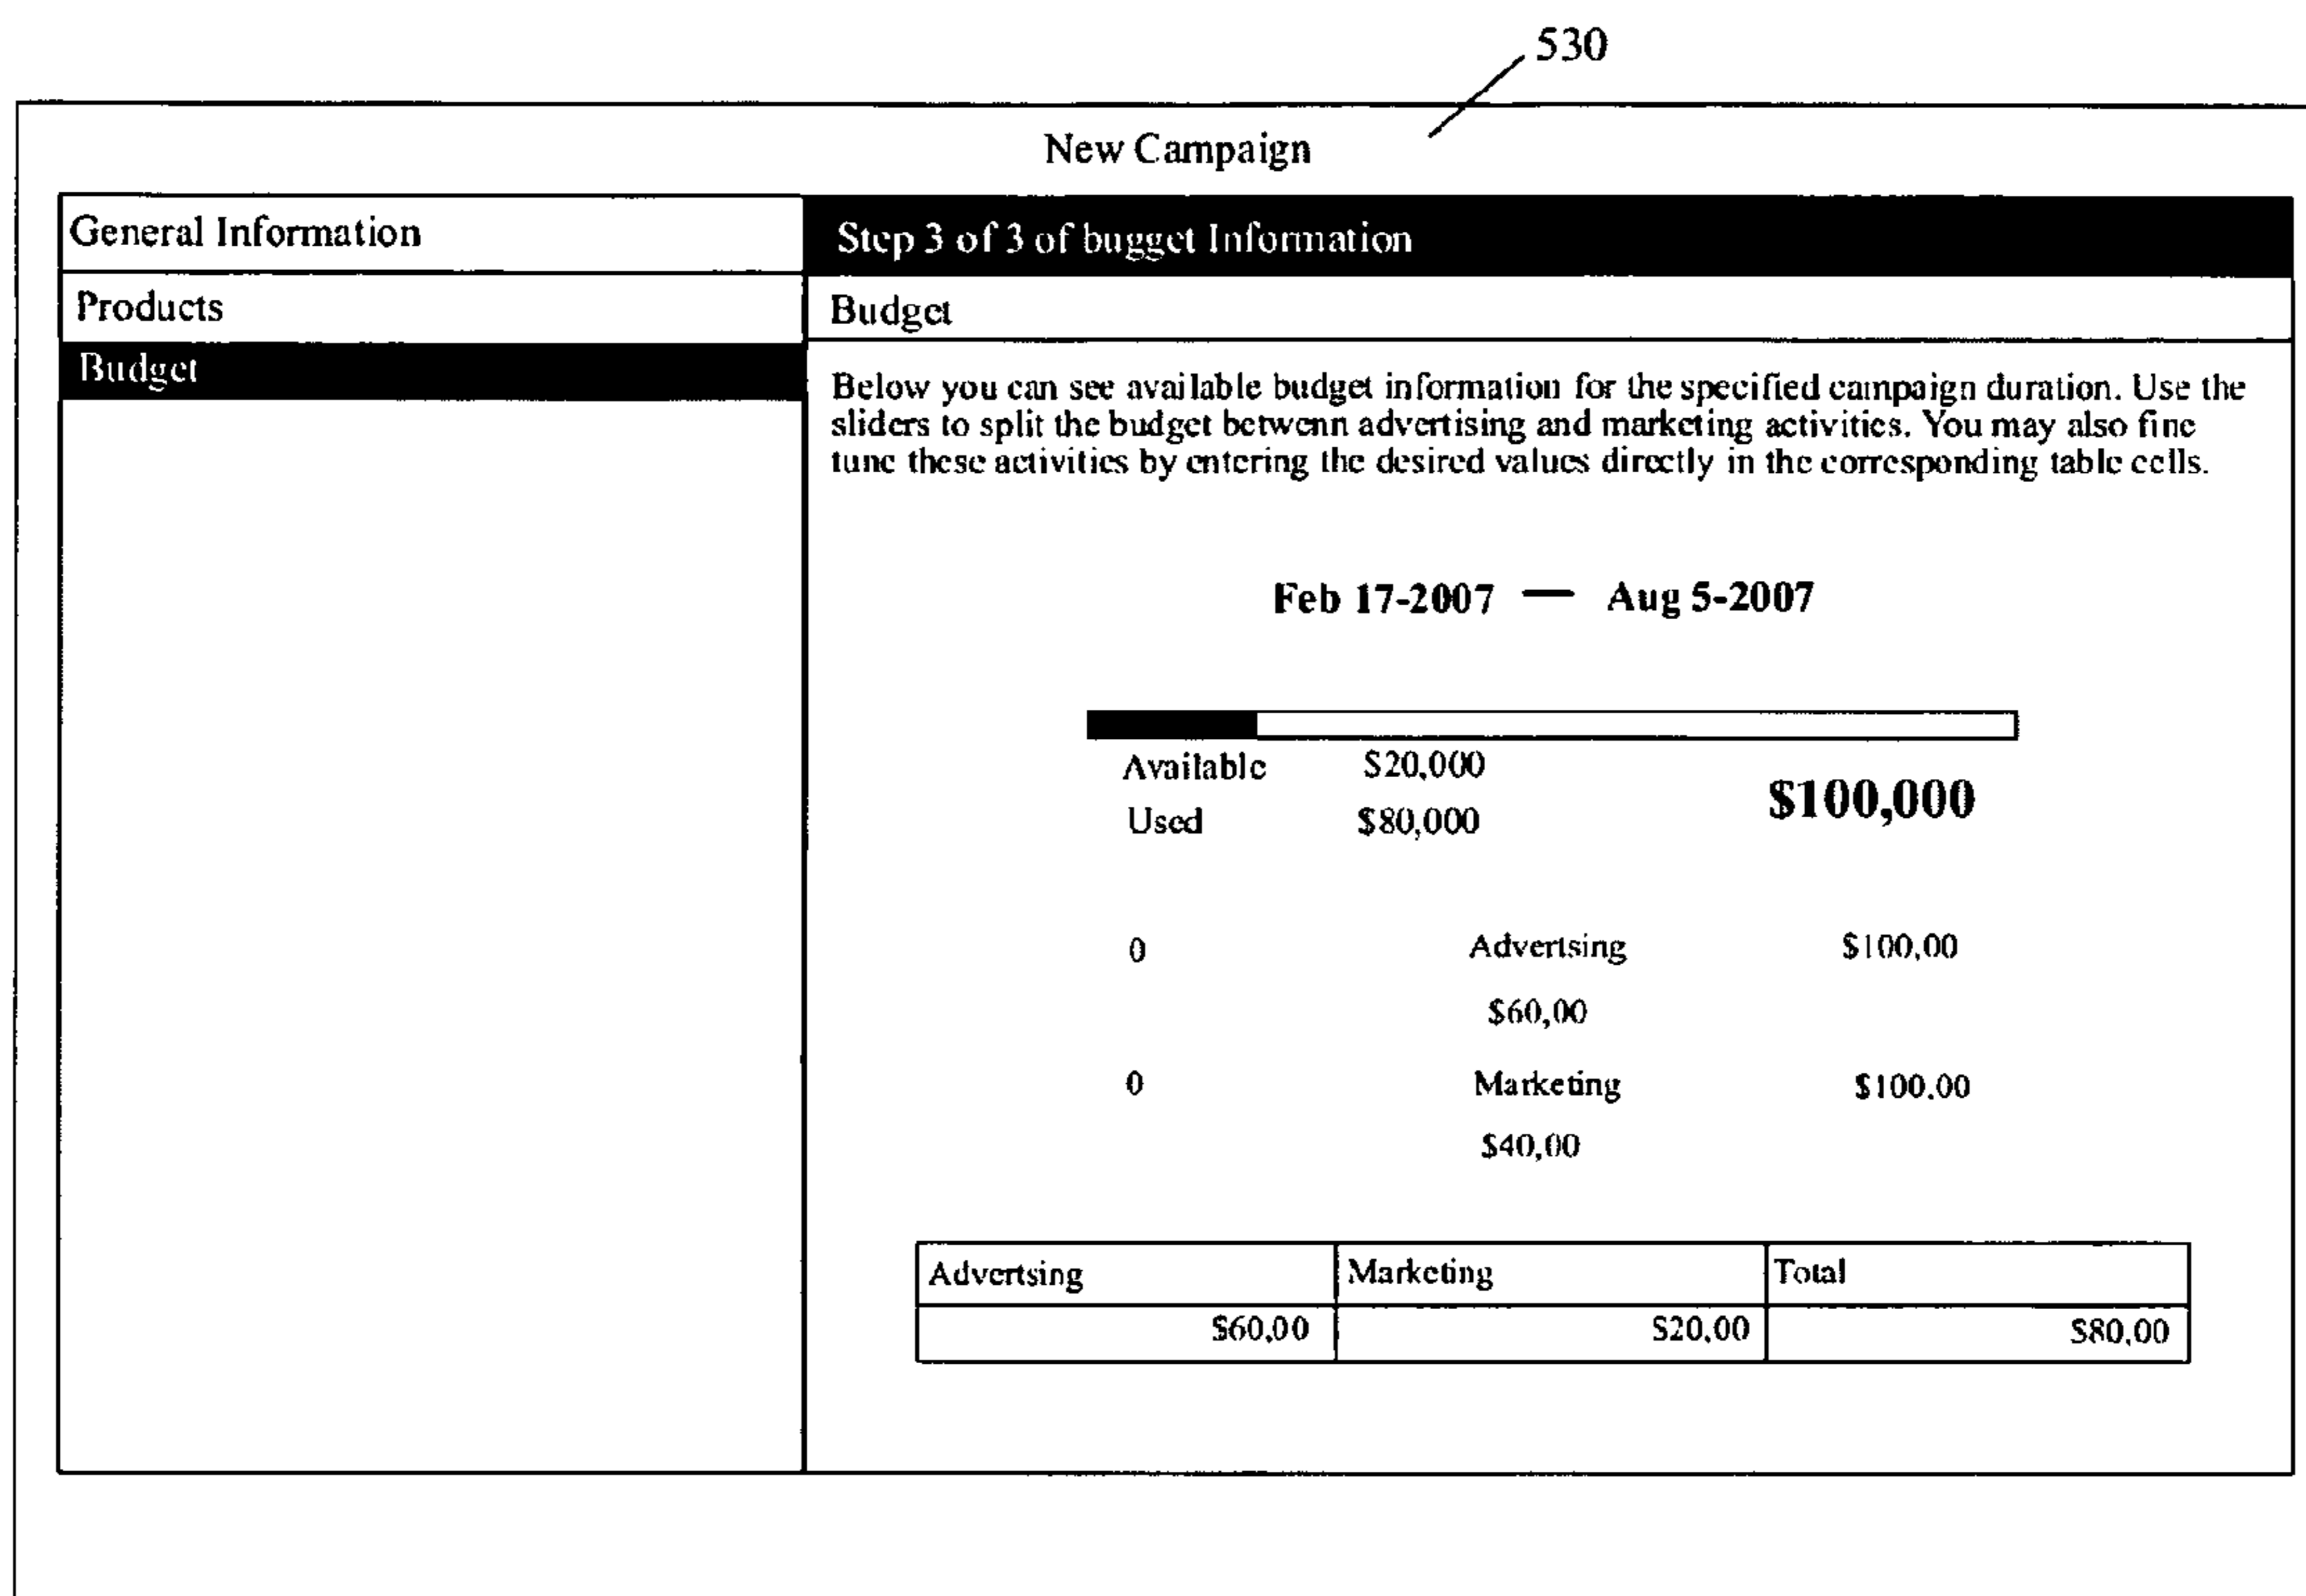 530
New Campaign
General Information
Products
Budget
Step 3 of 3 of bugget Information
Budget
Below you can see available budget information for the specified campaign duration. Use the
sliders to split the budget betwenn advertising and marketing activities. You may also fine
tune these activities by entering the desired values directly in the corresponding table cells.
Feb 17-2007 — Aug 5-2007
Available $20,000
Used $80,000
$100,000
0 Advertsing $100,00
$60,00
0 Marketing $100.00
$40,00
Advertsing Marketing Total
$60,00 $20,00 $80,00